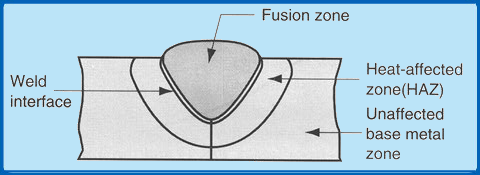 Fusion zone
Weld
interface
Heat-affected
zone(HAZ)
Unaffected
base metal
zone